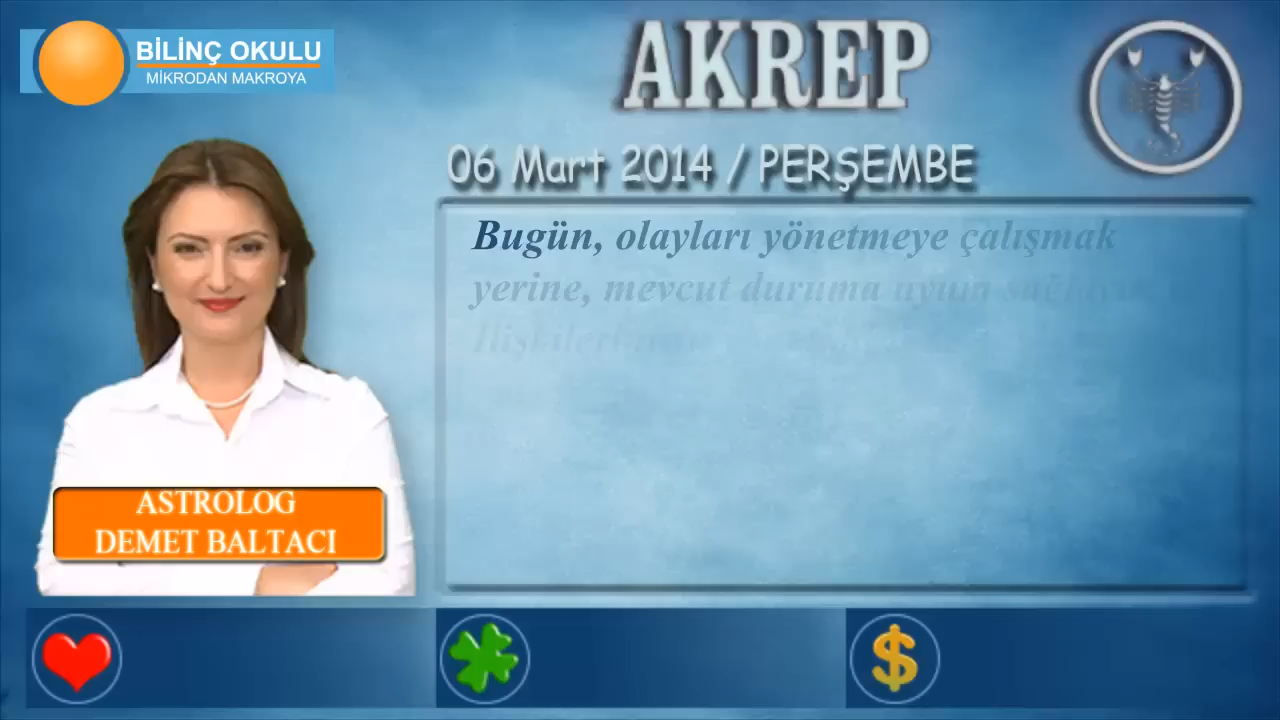 BİLİNÇ OKULU
MİKRODAN MAKROYA
AKREP
06 Mart 2014 / PERŞEMBE
Bugün, olayları yönetmeye çalışmak
yerine, mevcut duruma uyum
ASTROLOG
DEMET BALTACI